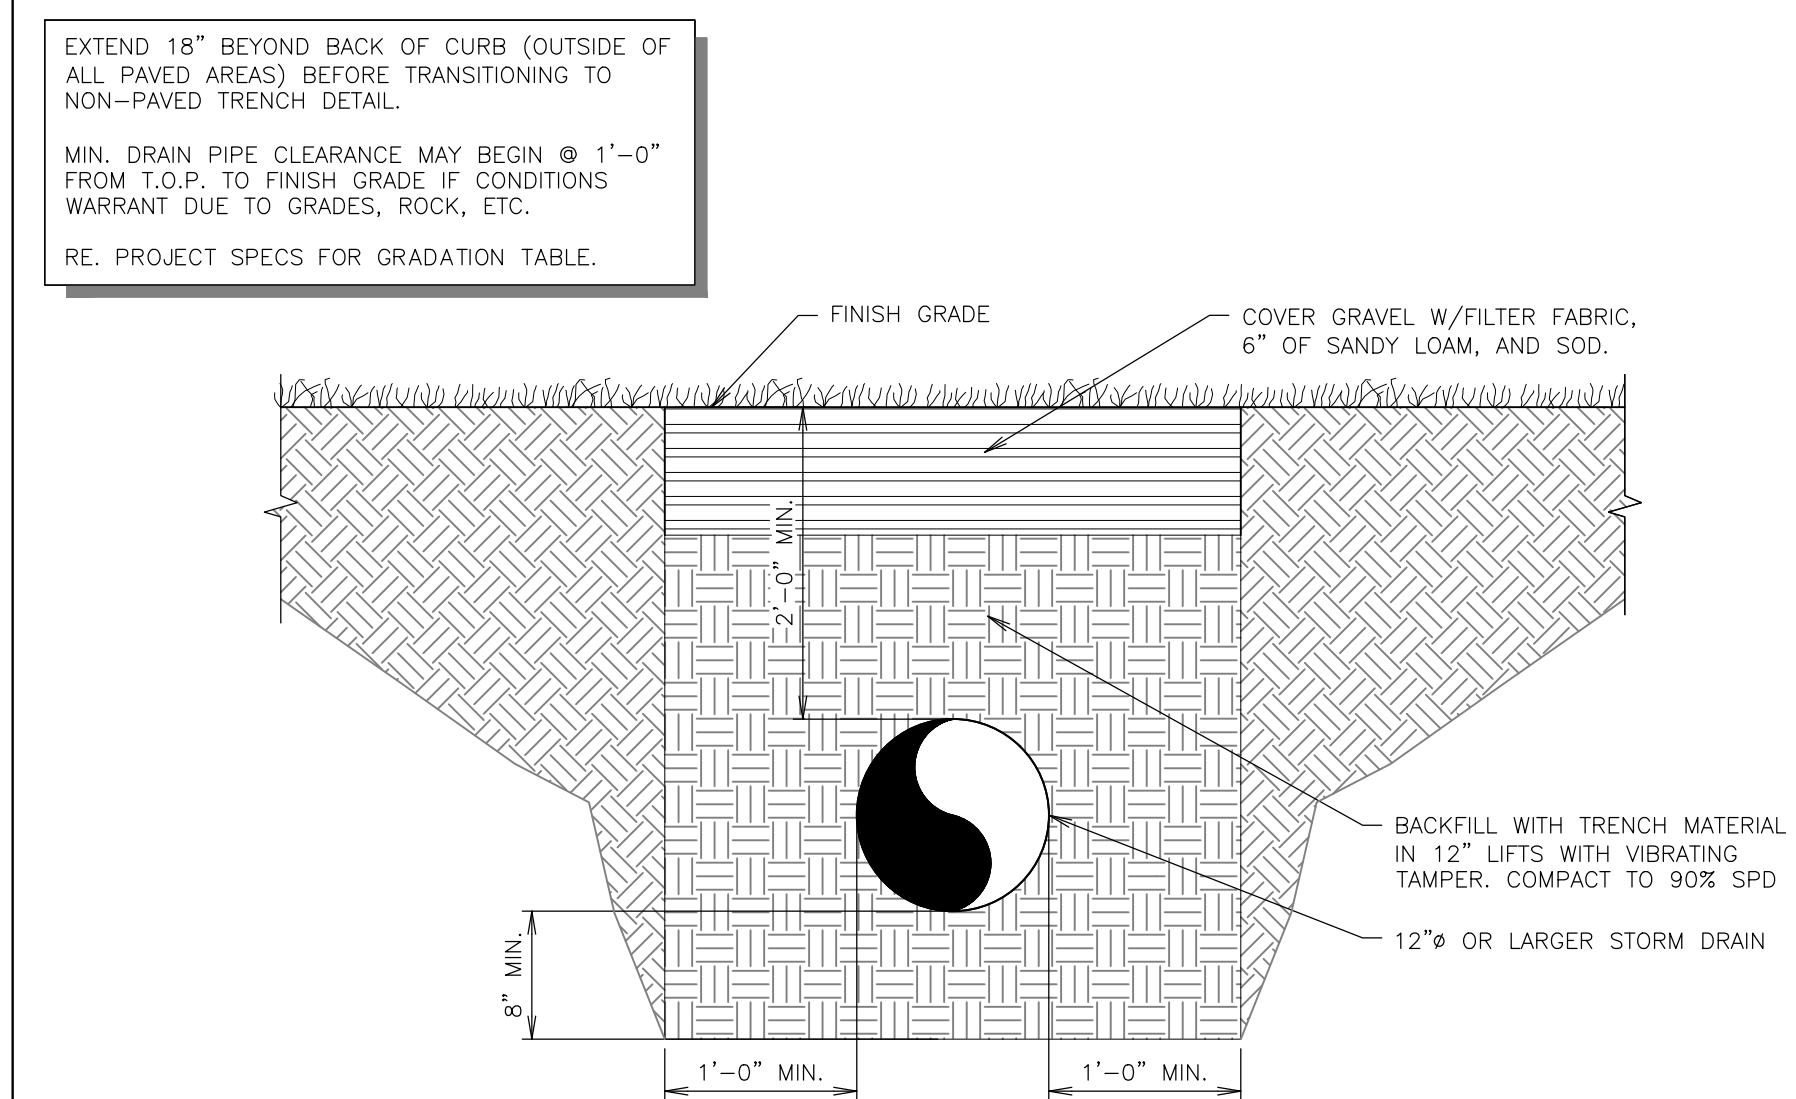 EXTEND 18” BEYOND BACK OF CURB (OUTSIDE OF
ALL PAVED AREAS) BEFORE TRANSITIONING TO
NON-PAVED TRENCH DETAIL.
MIN. DRAIN PIPE CLEARANCE MAY BEGIN @ 1'-0”
FROM T.O.P. TO FINISH GRADE IF CONDITIONS
WARRANT DUE TO GRADES, ROCK, ETC.
RE. PROJECT SPECS FOR GRADATION TABLE.
FINISH GRADE
COVER GRAVEL W/FILTER FABRIC,
6” OF SANDY LOAM, AND SOD.
2'-0” MIN.
BACKFILL WITH TRENCH MATERIAL
IN 12” LIFTS WITH VIBRATING
TAMPER. COMPACT TO 90% SPD
12”ø OR LARGER STORM DRAIN
8” MIN.
1'-0” MIN.
1'-0” MIN.